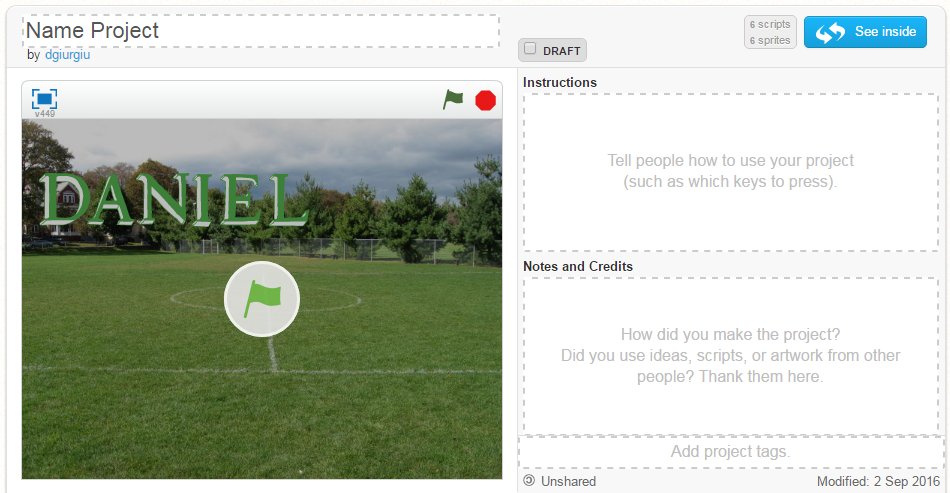 Name Project
by dgiurgiu
DRAFT
6 scripts
6 sprites
See inside
v449
DANIEL
Instructions
Tell people how to use your project
(such as which keys to press).
Notes and Credits
How did you make the project?
Did you use ideas, scripts, or artwork from other
people? Thank them here.
Add project tags.
Unshared
Modified: 2 Sep 2016